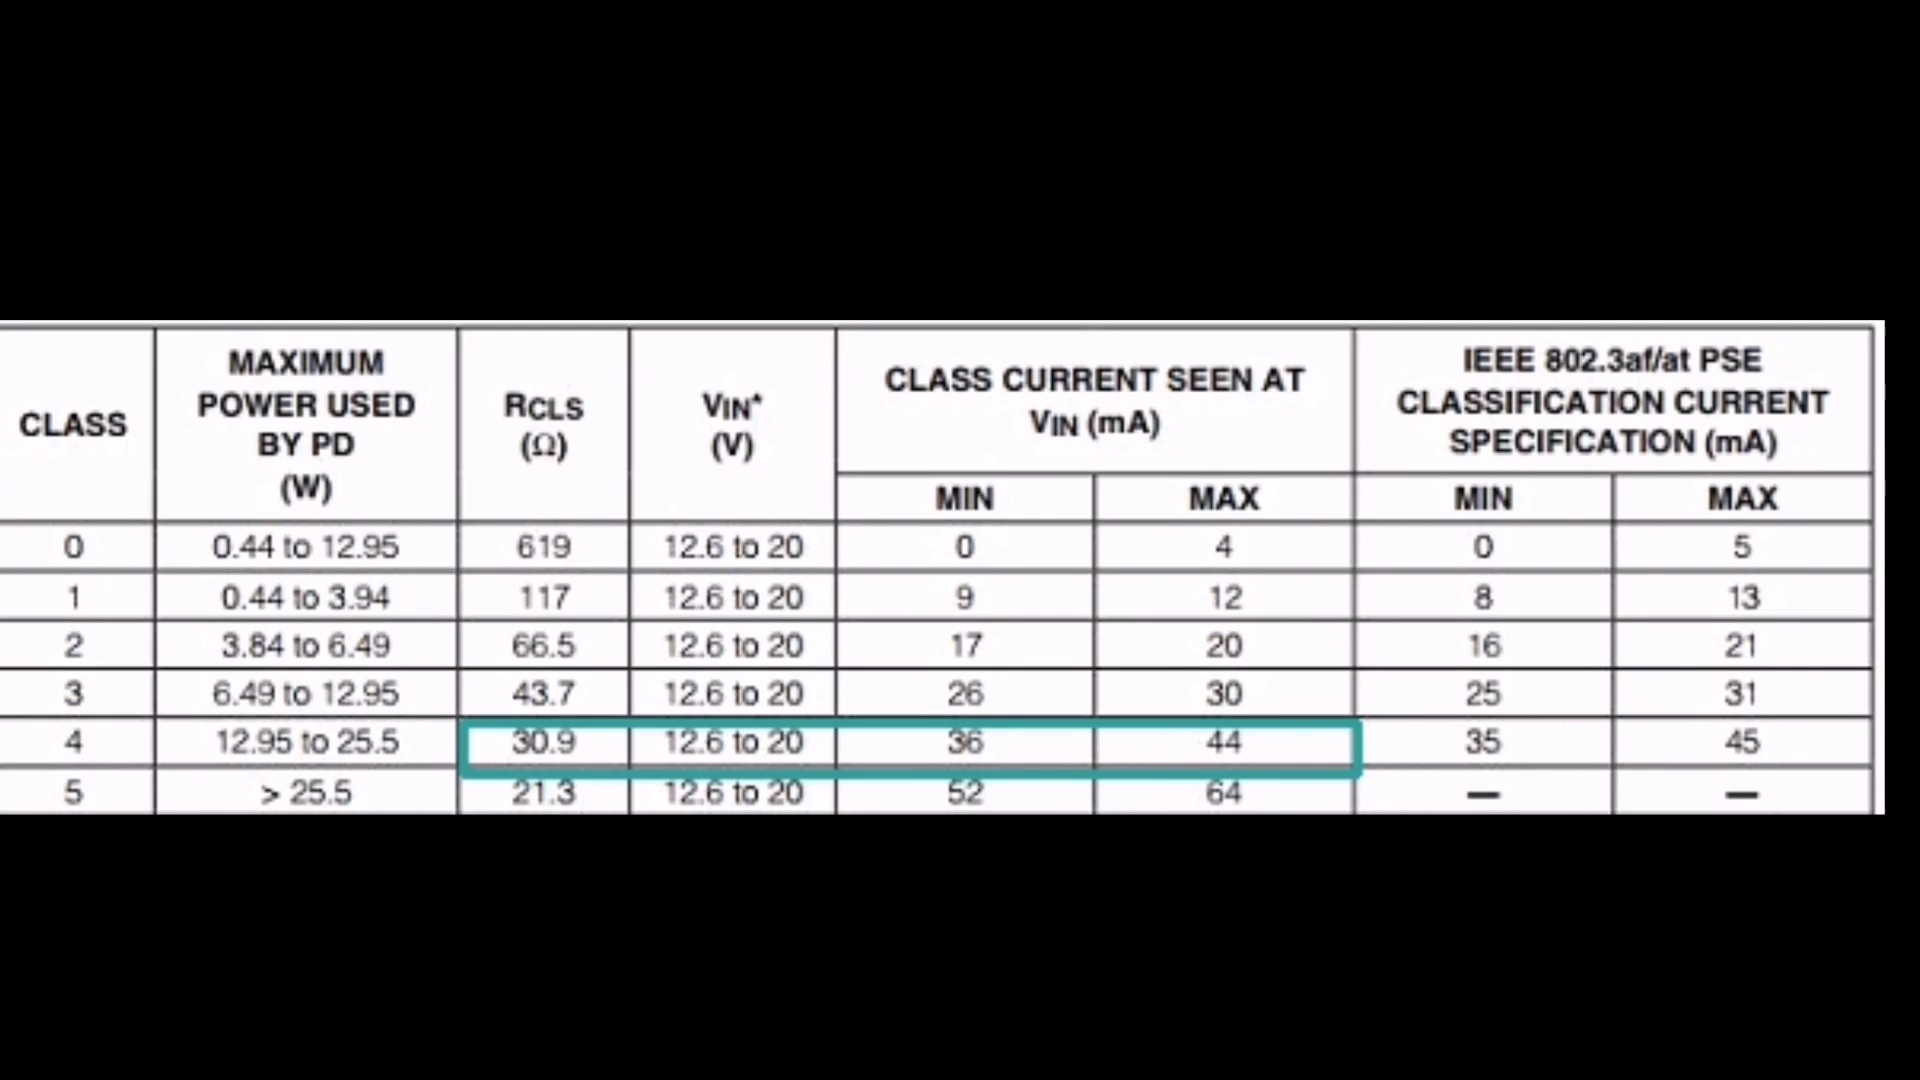 CLASS
MAXIMUM
POWER USED
BY PD
(W)
RCLS
(Ω)
VIN*
(V)
CLASS CURRENT SEEN AT
VIN (mA)
IEEE 802.3af/at PSE
CLASSIFICATION CURRENT
SPECIFICATION (mA)
MIN MAX MIN MAX
0 0.44 to 12.95 619 12.6 to 20 0 4 0 5
1 0.44 to 3.94 117 12.6 to 20 9 12 8 13
2 3.84 to 6.49 66.5 12.6 to 20 17 20 16 21
3 6.49 to 12.95 43.7 12.6 to 20 26 30 25 31
4 12.95 to 25.5 30.9 12.6 to 20 36 44 35 45
5 > 25.5 21.3 12.6 to 20 52 64 — —